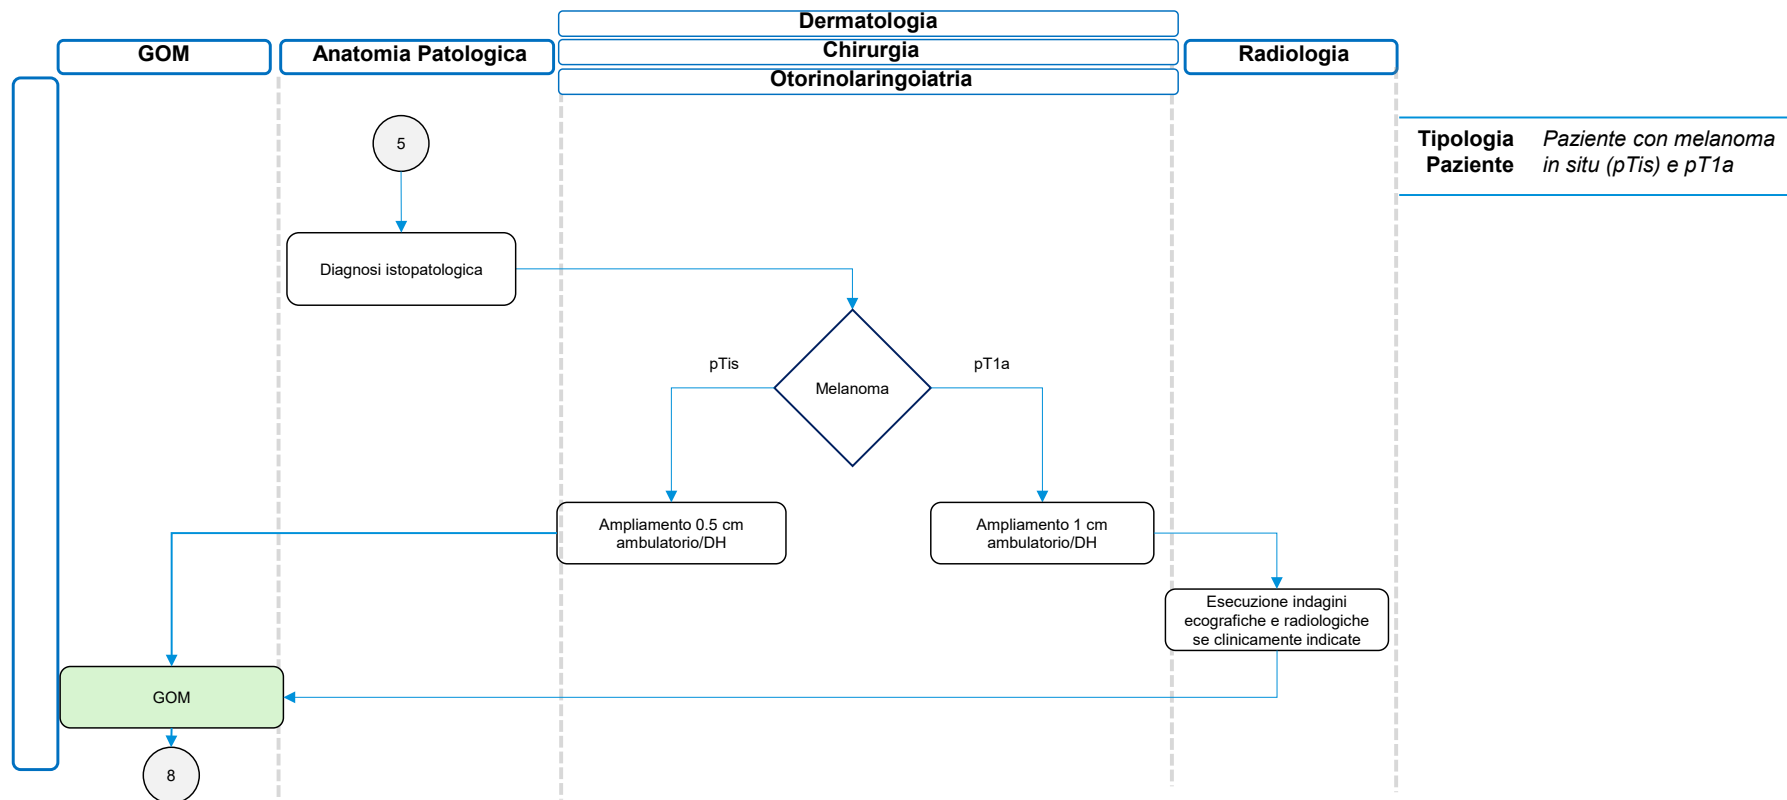 Dermatologia
GOM
Anatomia Patologica
Chirurgia
Radiologia
Otorinolaringoiatria
Tipologia Paziente con melanoma
Paziente in situ (pTis) e pT1a
5
Diagnosi istopatologica
pTis
pT1a
Melanoma
Ampliamento 0.5 cm
ambulatorio/DH
Ampliamento 1 cm
ambulatorio/DH
Esecuzione indagini
ecografiche e radiologiche
se clinicamente indicate
GOM
8